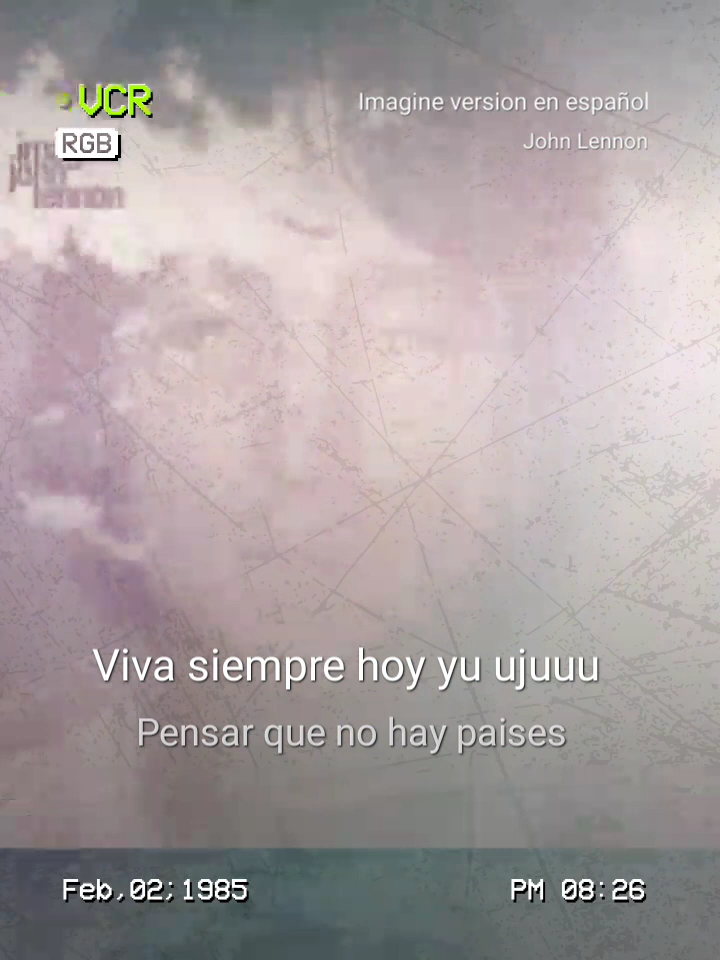 VCR
Imagine version en español
RGB
John Lennon
lennon
Viva siempre hoy yu ujuuu
Pensar que no hay paises
Feb,02;1985
PM 08:26